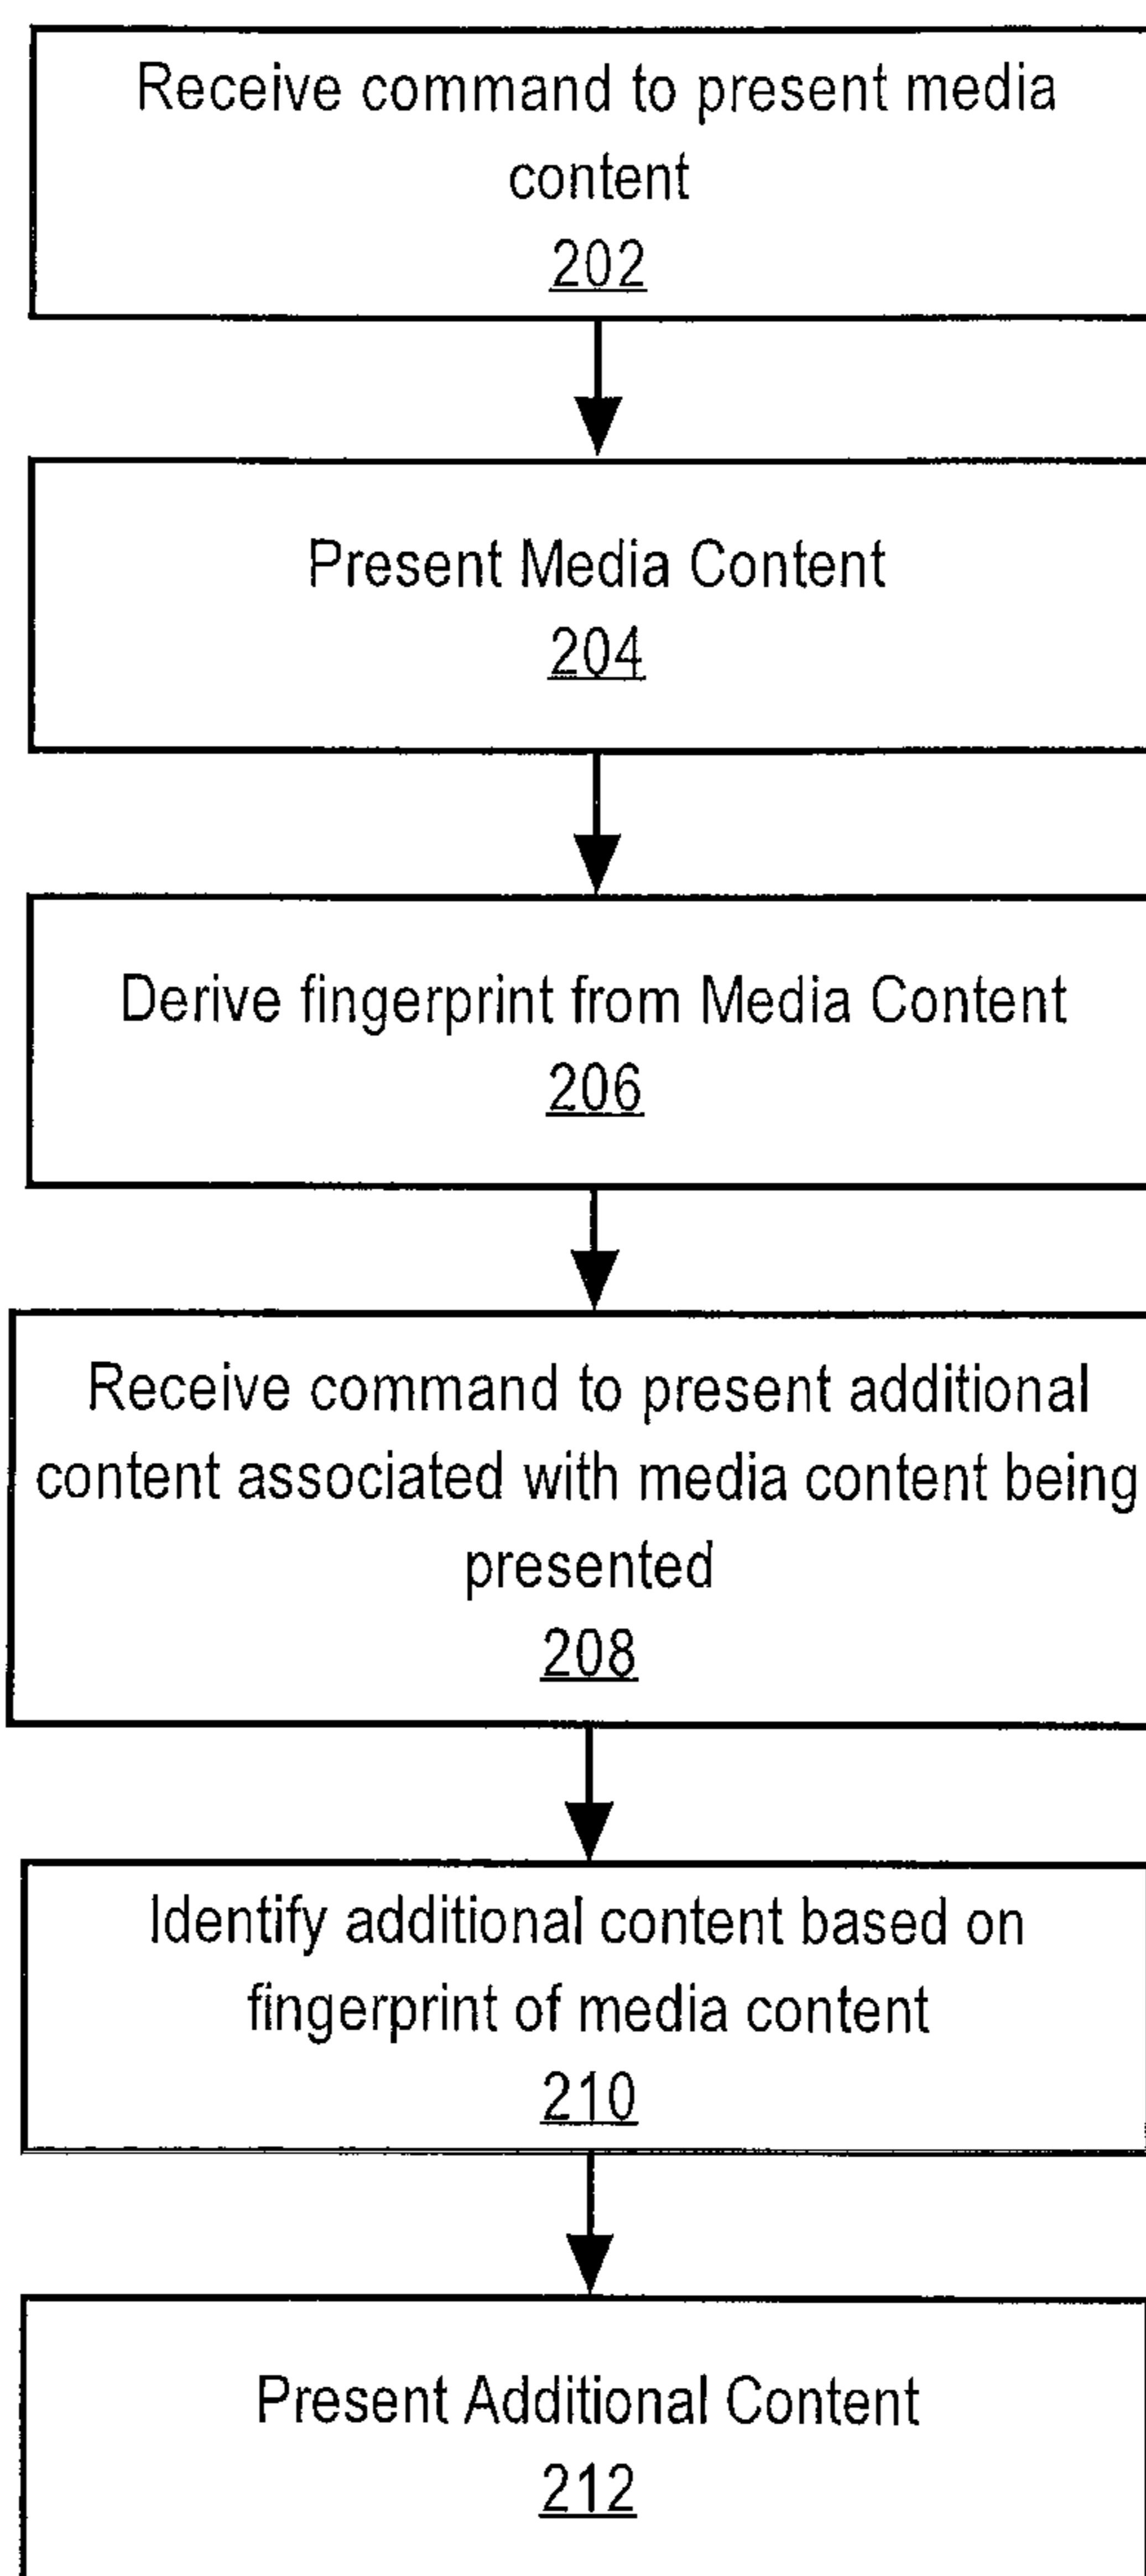 Receive command to present media
content
202
Present Media Content
204
Derive fingerprint from Media Content
206
Receive command to present additional
content associated with media content being
presented
208
Identify additional content based on
fingerprint of media content
210
Present Additional Content
212